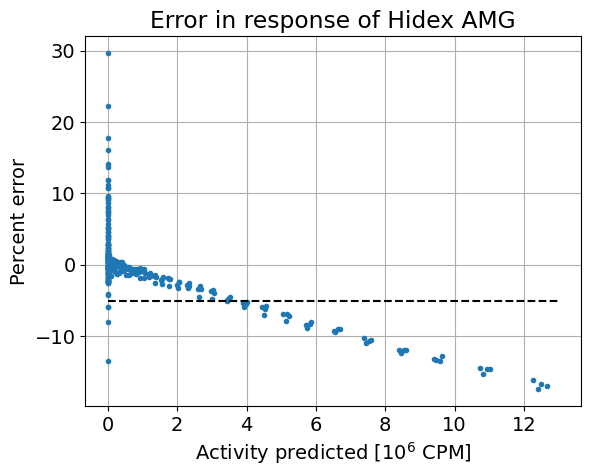 Error in response of Hidex AMG
30
20
10
0
−10
Percent error
0 2 4 6 8 10 12
Activity predicted [10⁶ CPM]